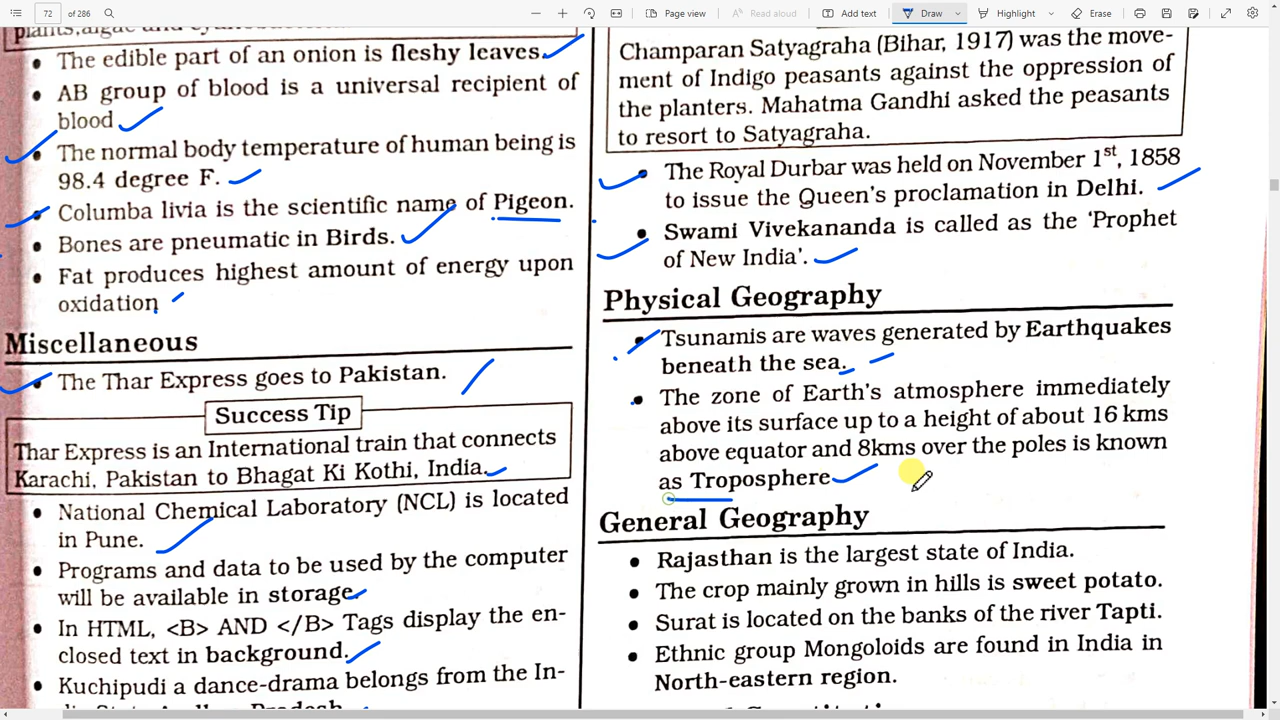 72 of 286
Page view
Read aloud
Add text
Draw
Highlight
Erase
plants, algae and
• The edible part of an onion is fleshy leaves.
• AB group of blood is a universal recipient of
blood
• The normal body temperature of human being is
98.4 degree F.
• Columba livia is the scientific name of Pigeon.
• Bones are pneumatic in Birds.
• Fat produces highest amount of energy upon
oxidation
Miscellaneous
• The Thar Express goes to Pakistan.
Success Tip
Thar Express is an International train that connects
Karachi, Pakistan to Bhagat Ki Kothi, India.
• National Chemical Laboratory (NCL) is located
in Pune.
• Programs and data to be used by the computer
will be available in storage
• In HTML, <B> AND </B> Tags display the en-
closed text in background.
• Kuchipudi a dance-drama belongs from the In-
Champaran Satyagraha (Bihar, 1917) was the move-
ment of Indigo peasants against the oppression of
the planters. Mahatma Gandhi asked the peasants
to resort to Satyagraha.
• The Royal Durbar was held on November 1st, 1858
to issue the Queen's proclamation in Delhi.
• Swami Vivekananda is called as the 'Prophet
of New India'.
Physical Geography
• Tsunamis are waves generated by Earthquakes
beneath the sea.
• The zone of Earth's atmosphere immediately
above its surface up to a height of about 16 kms
above equator and 8kms over the poles is known
as Troposphere
General Geography
• Rajasthan is the largest state of India.
• The crop mainly grown in hills is sweet potato.
• Surat is located on the banks of the river Tapti.
• Ethnic group Mongoloids are found in India in
North-eastern region.